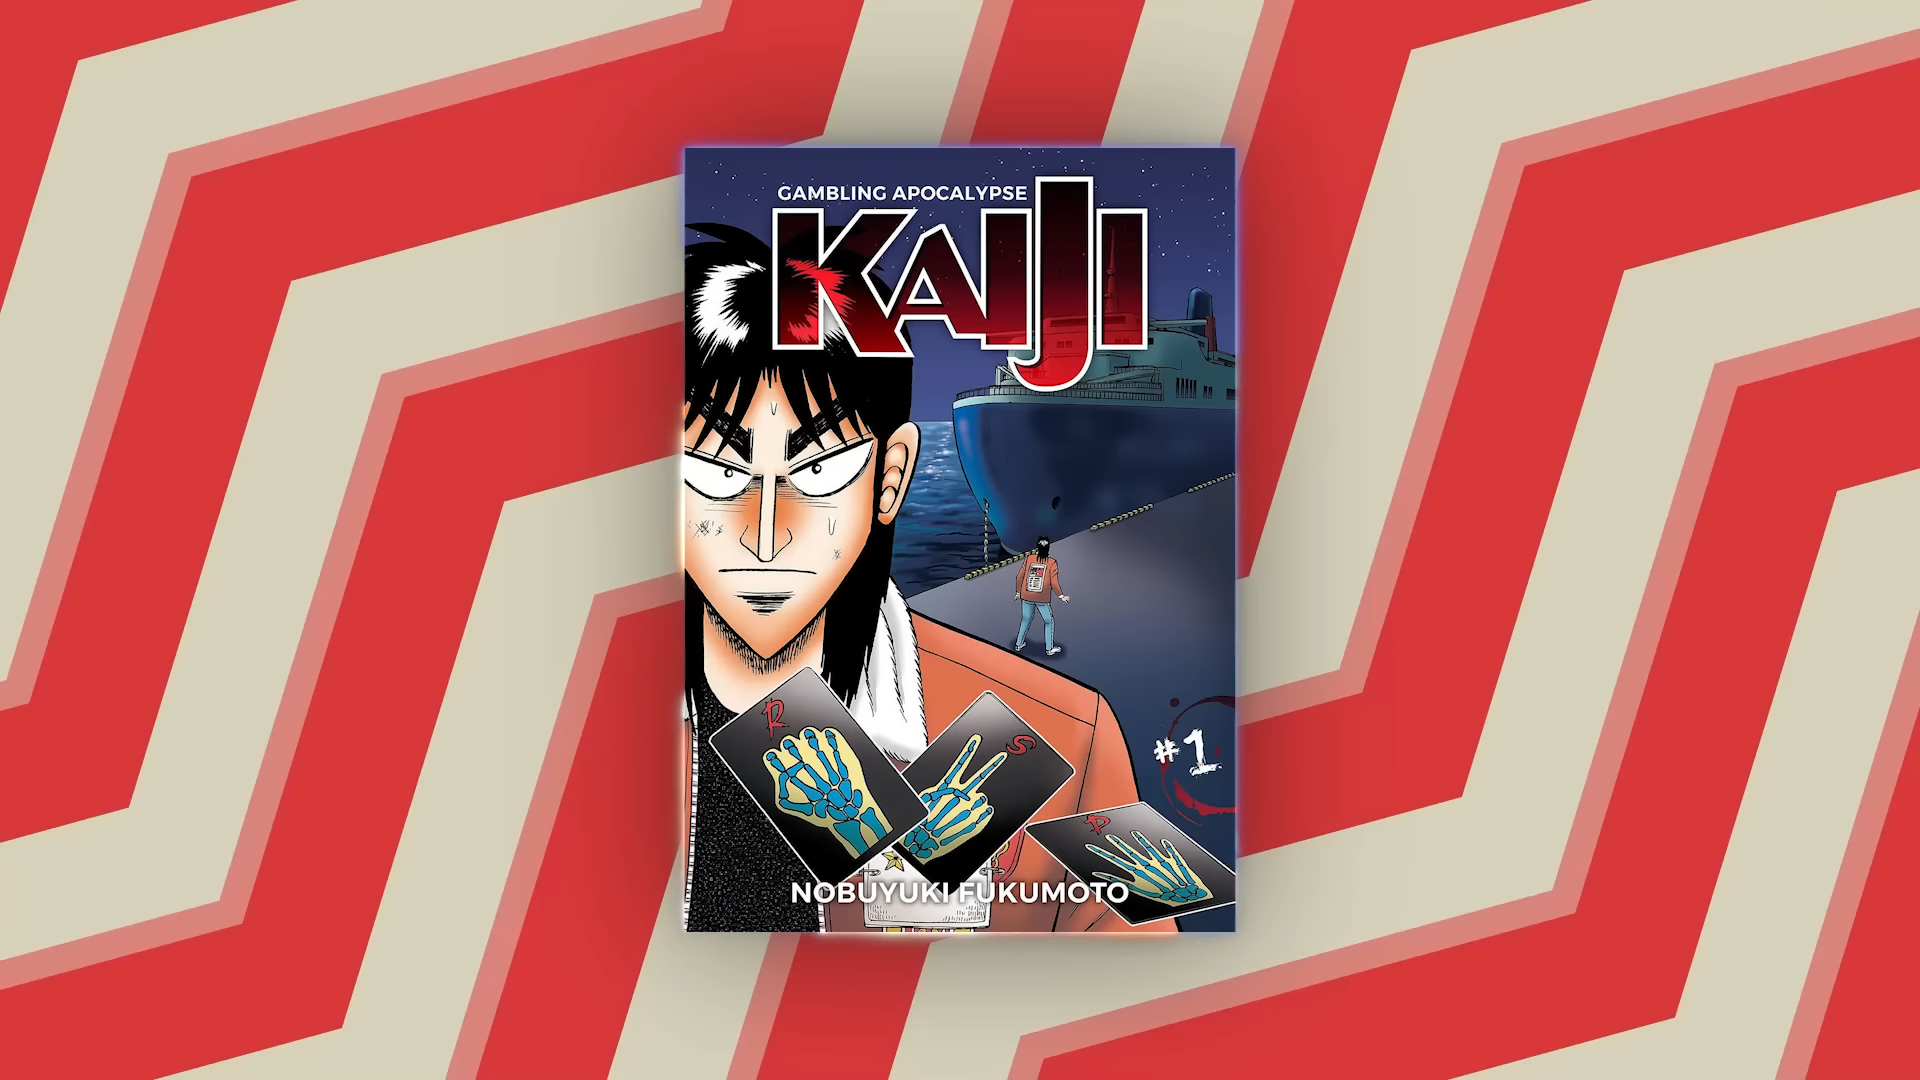 GAMBLING APOCALYPSE
KAIJI
R
S
P
#1
NOBUYUKI FUKUMOTO